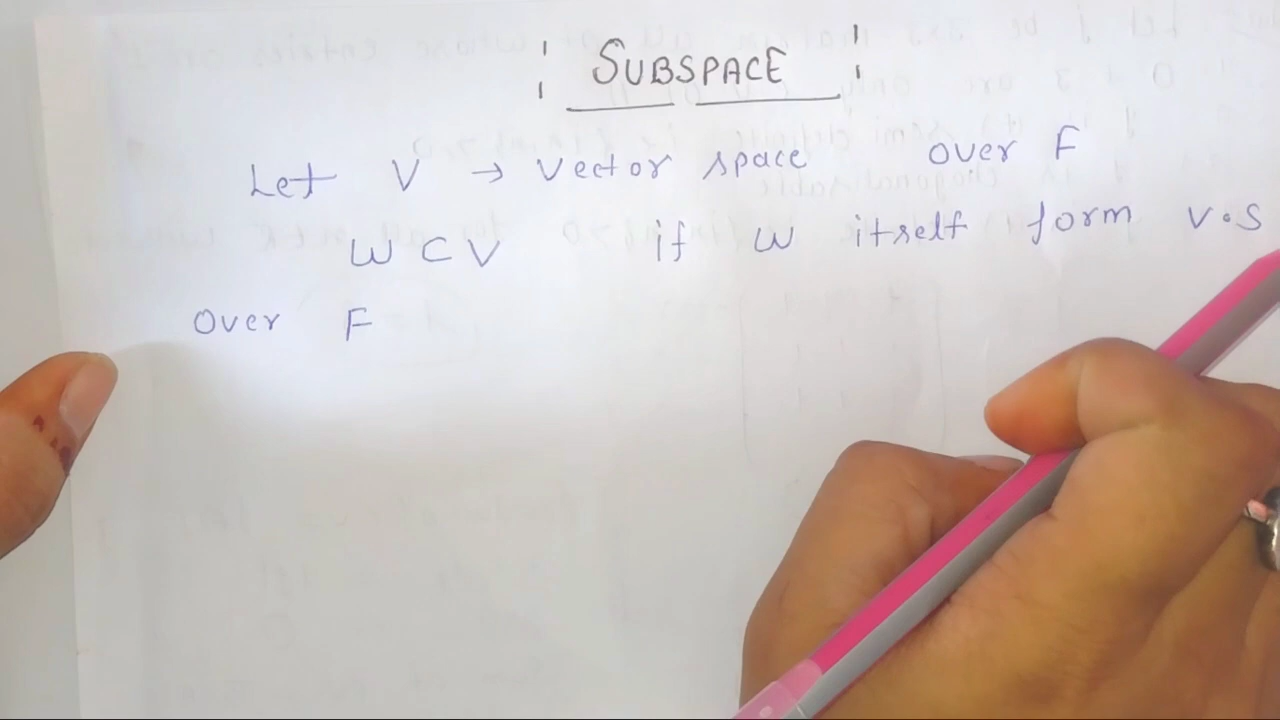 SUBSPACE
Let V → Vector space over F
W ⊂ V if W itself form V.S
Over F